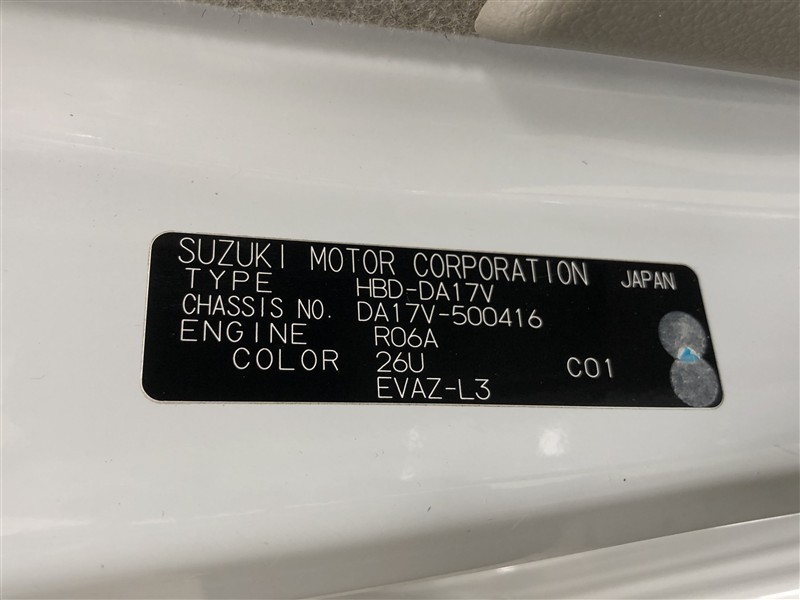 SUZUKI MOTOR CORPORATION JAPAN
TYPE HBD-DA17V
CHASSIS NO. DA17V-500416
ENGINE R06A
COLOR 26U C01
EVAZ-L3